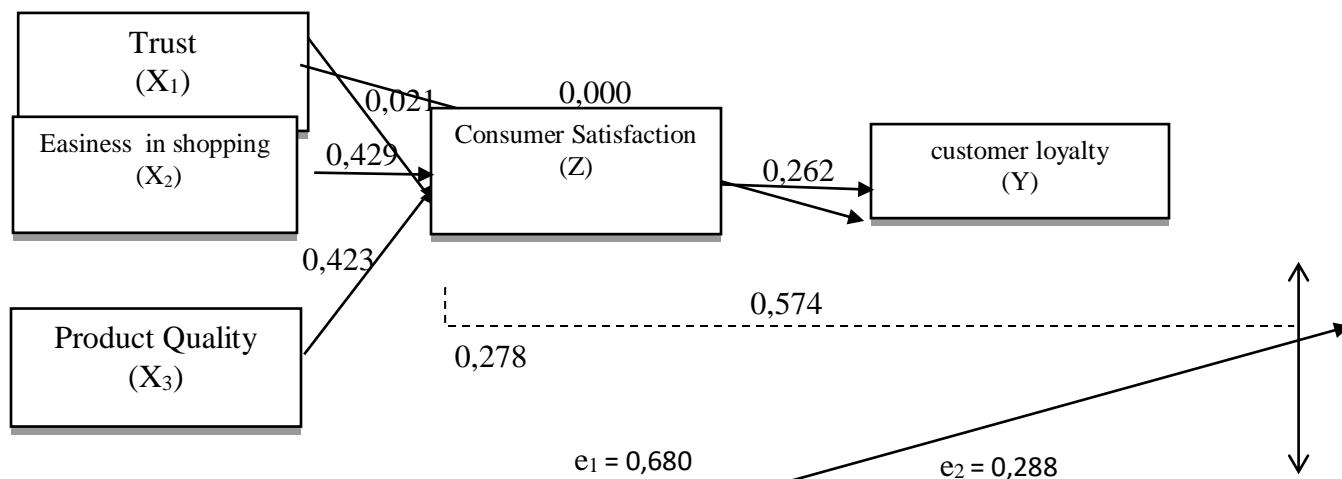 Trust
(X₁)
0,021
0,000
Easiness in shopping
(X₂)
0,429
Consumer Satisfaction
(Z)
0,262
customer loyalty
(Y)
0,423
Product Quality
(X₃)
0,574
0,278
e₁ = 0,680
e₂ = 0,288